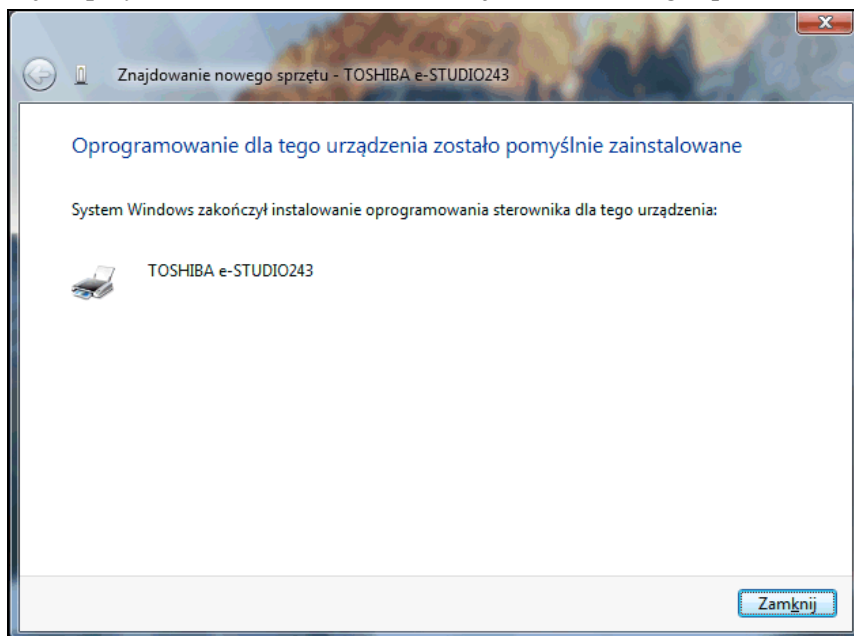 Znajdowanie nowego sprzętu - TOSHIBA e-STUDIO243
Oprogramowanie dla tego urządzenia zostało pomyślnie zainstalowane
System Windows zakończył instalowanie oprogramowania sterownika dla tego urządzenia:
TOSHIBA e-STUDIO243
Zamknij